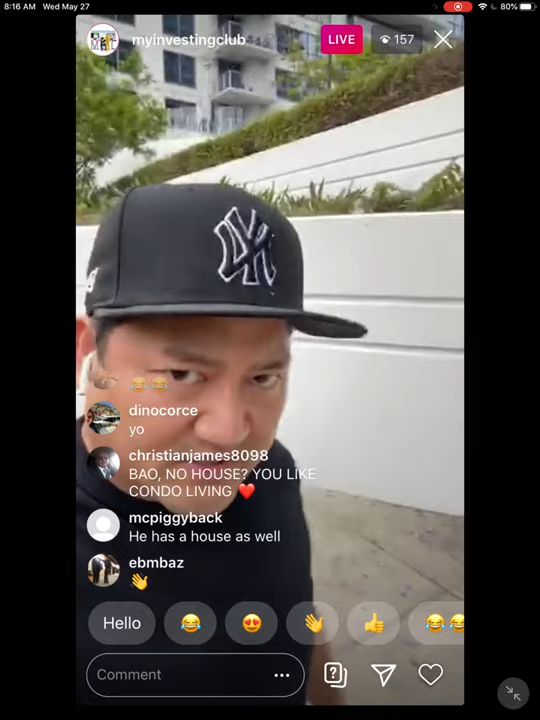 8:16 AM Wed May 27
80%
myinvestingclub
LIVE
157
NY
dinocorce
yo
christianjames8098
BAO, NO HOUSE? YOU LIKE
CONDO LIVING ❤️
mcpiggyback
He has a house as well
ebmbaz
👋
Hello
Comment